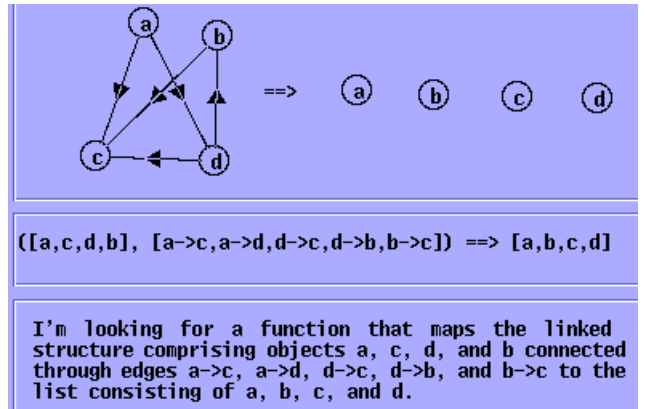 a
b
==> a b c d
c
d
([a,c,d,b], [a->c,a->d,d->c,d->b,b->c]) ==> [a,b,c,d]
I'm looking for a function that maps the linked
structure comprising objects a, c, d, and b connected
through edges a->c, a->d, d->c, d->b, and b->c to the
list consisting of a, b, c, and d.